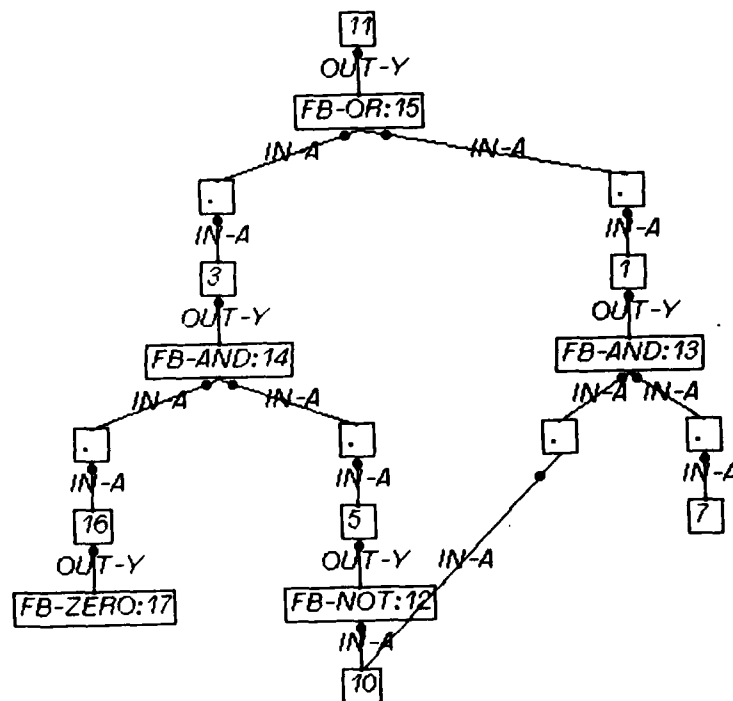 11
OUT-Y
FB-OR:15
IN-A IN-A
. .
IN-A IN-A
3 1
OUT-Y OUT-Y
FB-AND:14 FB-AND:13
IN-A IN-A IN-A IN-A
. . . .
IN-A IN-A IN-A
16 5 7
OUT-Y OUT-Y IN-A
FB-ZERO:17 FB-NOT:12
IN-A
10